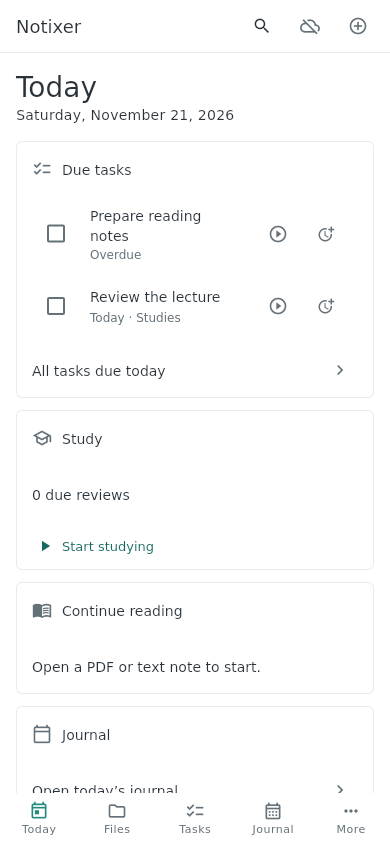 Notixer
Today
Saturday, November 21, 2026
Due tasks
Prepare reading
notes
Overdue
Review the lecture
Today · Studies
All tasks due today
Study
0 due reviews
Start studying
Continue reading
Open a PDF or text note to start.
Journal
Open today’s journal
Today
Files
Tasks
Journal
More